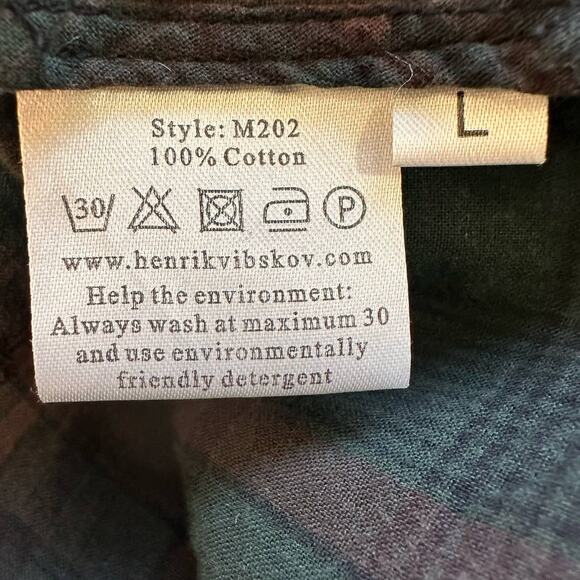 Style: M202
100% Cotton
L
30
P
www.henrikvibskov.com
Help the environment:
Always wash at maximum 30
and use environmentally
friendly detergent